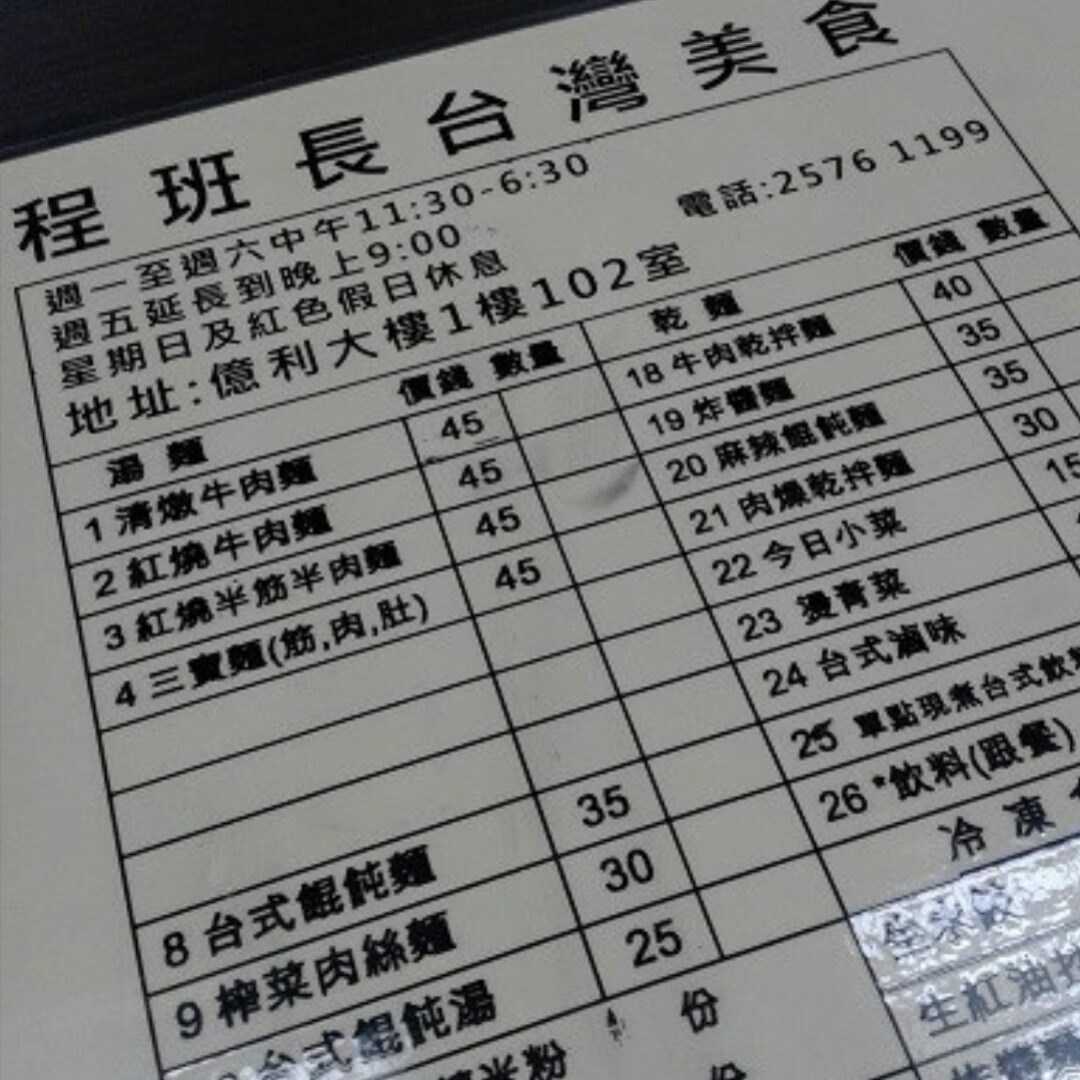 程班長台灣美食
週一至週六中午11:30-6:30
週五延長到晚上9:00
電話:2576 1199
星期日及紅色假日休息
地址:億利大樓1樓102室
湯麵 價錢 數量
1 清燉牛肉麵 45
2 紅燒牛肉麵 45
3 紅燒半筋半肉麵 45
4 三寶麵(筋,肉,肚) 45
8 台式餛飩麵 35
9 榨菜肉絲麵 30
台式餛飩湯 25
米粉 份
份
乾麵 價錢 數量
18 牛肉乾拌麵 40
19 炸醬麵 35
20 麻辣餛飩麵 35
21 肉燥乾拌麵 30
22 今日小菜 15
23 燙青菜
24 台式滷味
25 單點現煮台式飲料
26 *飲料(跟餐)
冷凍
生紅油